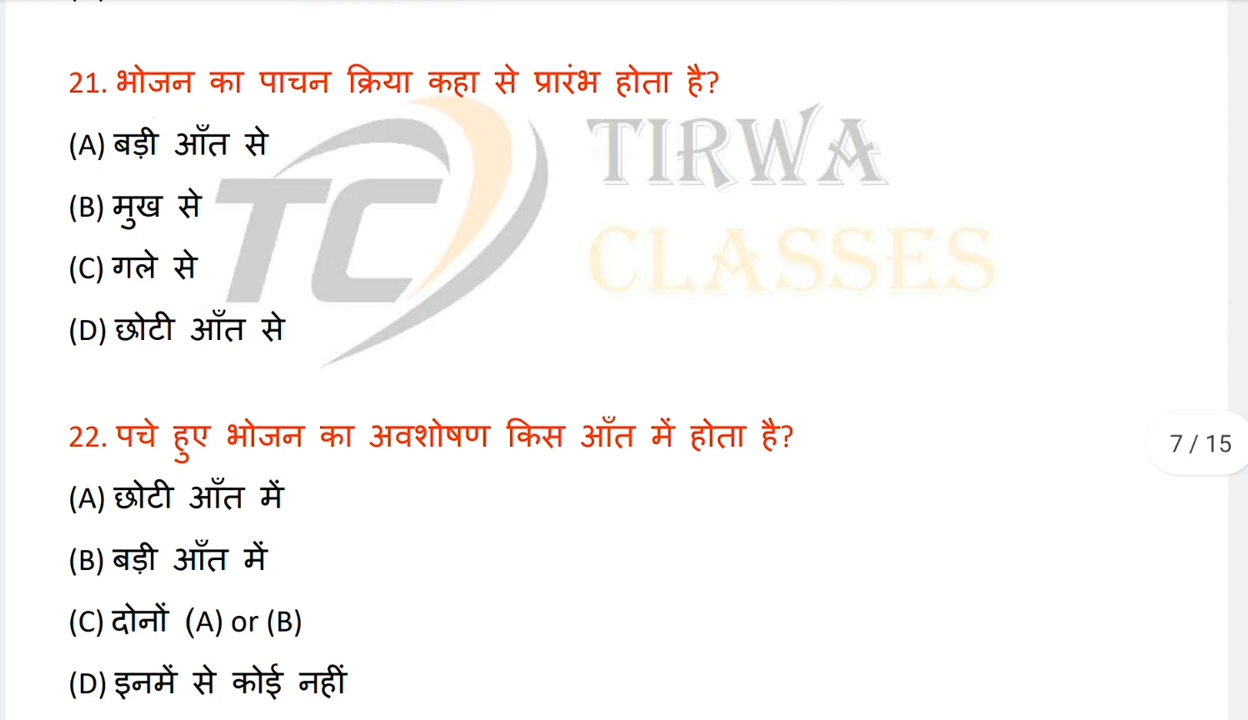 21. भोजन का पाचन क्रिया कहा से प्रारंभ होता है?
(A) बड़ी आँत से
(B) मुख से
(C) गले से
(D) छोटी आँत से
TC
TIRWA
CLASSES
22. पचे हुए भोजन का अवशोषण किस आँत में होता है?
(A) छोटी आँत में
(B) बड़ी आँत में
(C) दोनों (A) or (B)
(D) इनमें से कोई नहीं
7 / 15